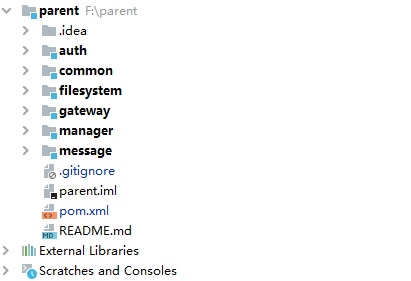 parent F:\parent
.idea
auth
common
filesystem
gateway
manager
message
.gitignore
parent.iml
pom.xml
README.md
External Libraries
Scratches and Consoles